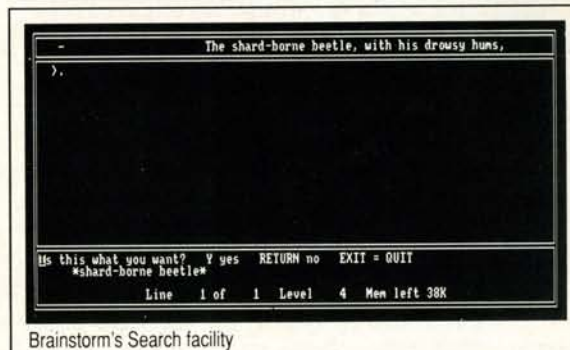 - The shard-borne beetle, with his drowsy hums,
>.
Is this what you want? Y yes RETURN no EXIT = QUIT
*shard-borne beetle*
Line 1 of 1 Level 4 Mem left 38K
Brainstorm's Search facility